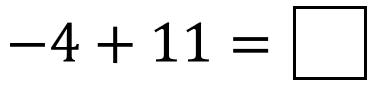 −4 + 11 = □